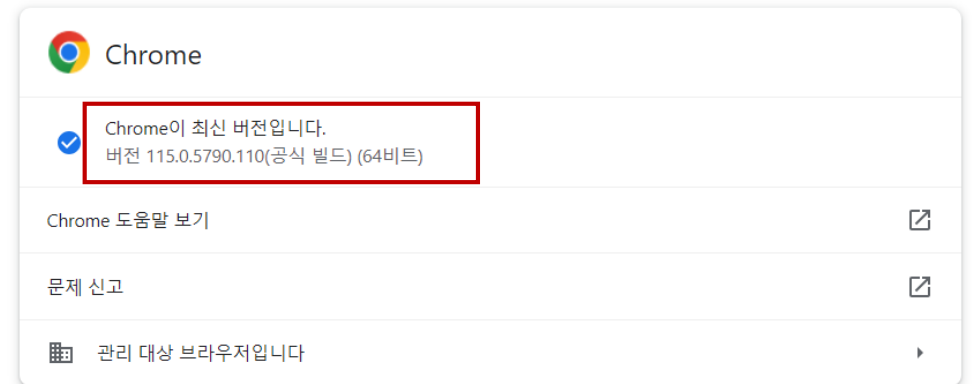 Chrome
Chrome이 최신 버전입니다.
버전 115.0.5790.110(공식 빌드) (64비트)
Chrome 도움말 보기
문제 신고
관리 대상 브라우저입니다